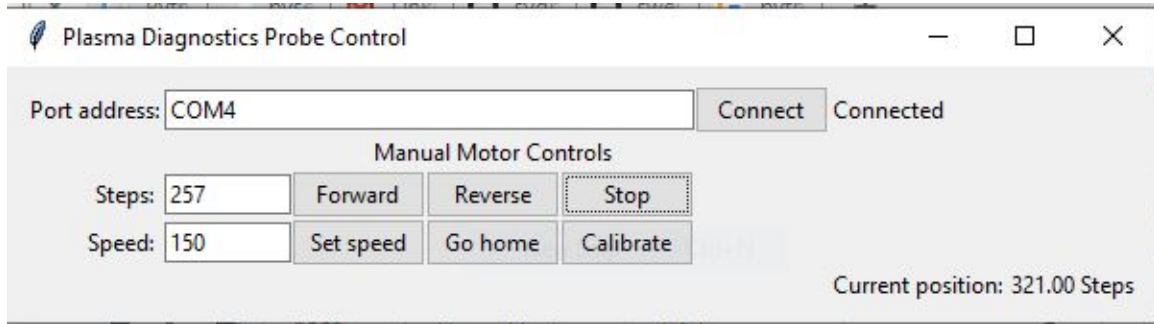 Plasma Diagnostics Probe Control
Port address: COM4 Connect Connected
Manual Motor Controls
Steps: 257 Forward Reverse Stop
Speed: 150 Set speed Go home Calibrate
Current position: 321.00 Steps